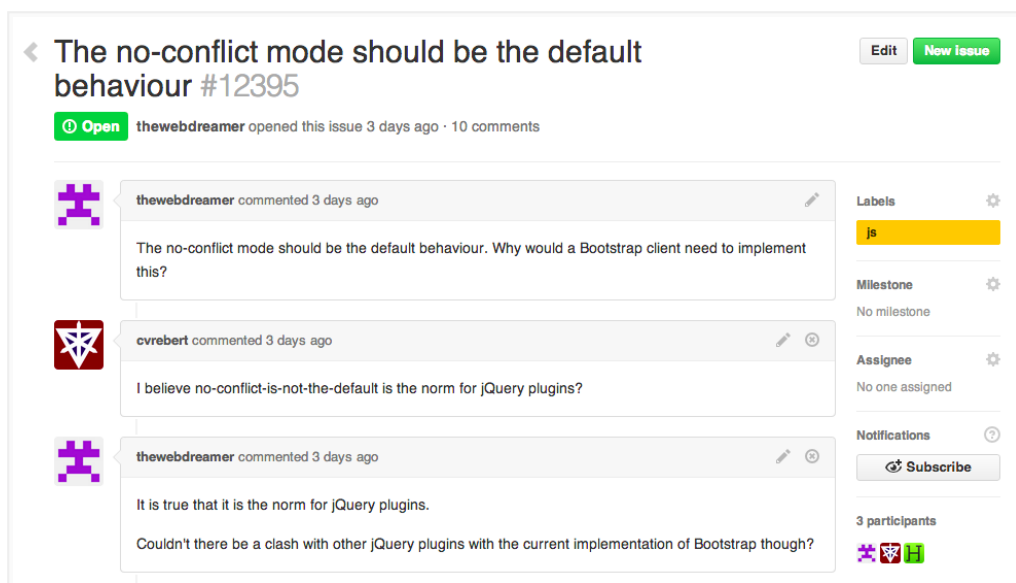 The no-conflict mode should be the default
behaviour #12395
Edit
New issue
Open
thewebdreamer opened this issue 3 days ago · 10 comments
thewebdreamer commented 3 days ago
The no-conflict mode should be the default behaviour. Why would a Bootstrap client need to implement
this?
cvrebert commented 3 days ago
I believe no-conflict-is-not-the-default is the norm for jQuery plugins?
thewebdreamer commented 3 days ago
It is true that it is the norm for jQuery plugins.
Couldn't there be a clash with other jQuery plugins with the current implementation of Bootstrap though?
Labels
js
Milestone
No milestone
Assignee
No one assigned
Notifications
?
Subscribe
3 participants